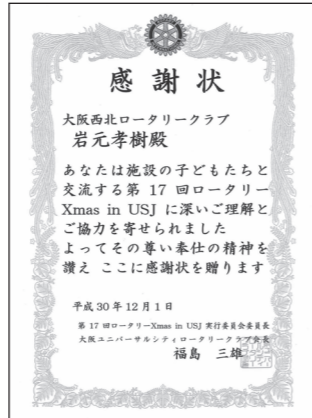 感謝状
大阪西北ロータリークラブ
岩元孝樹殿
あなたは施設の子どもたちと
交流する第 17 回ロータリー
Xmas in USJ に深いご理解と
ご協力を寄せられました
よってその尊い奉仕の精神を
讃え ここに感謝状を贈ります
平成 30 年 12 月 1 日
第 17 回ロータリーXmas in USJ 実行委員会委員長
大阪ユニバーサルシティロータリークラブ会長
福島 三雄